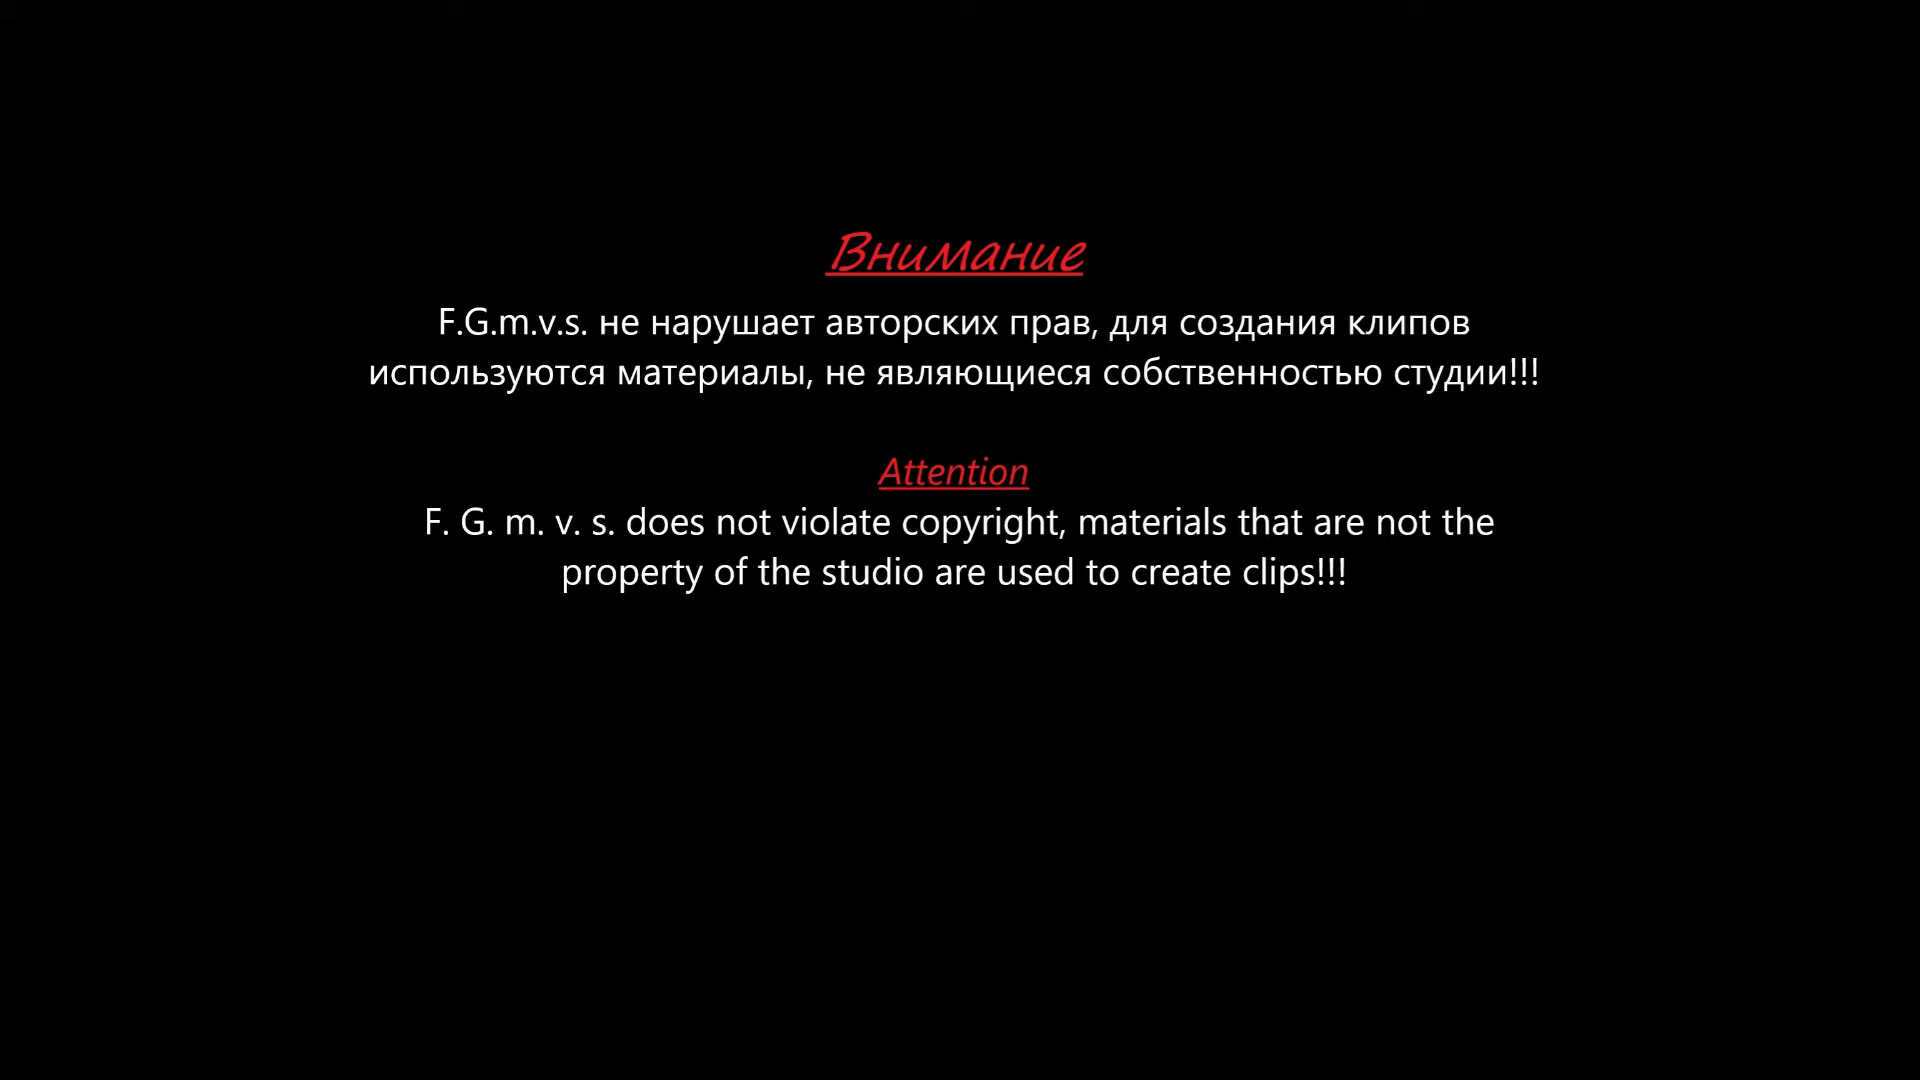 Внимание
F.G.m.v.s. не нарушает авторских прав, для создания клипов
используются материалы, не являющиеся собственностью студии!!!
Attention
F. G. m. v. s. does not violate copyright, materials that are not the
property of the studio are used to create clips!!!